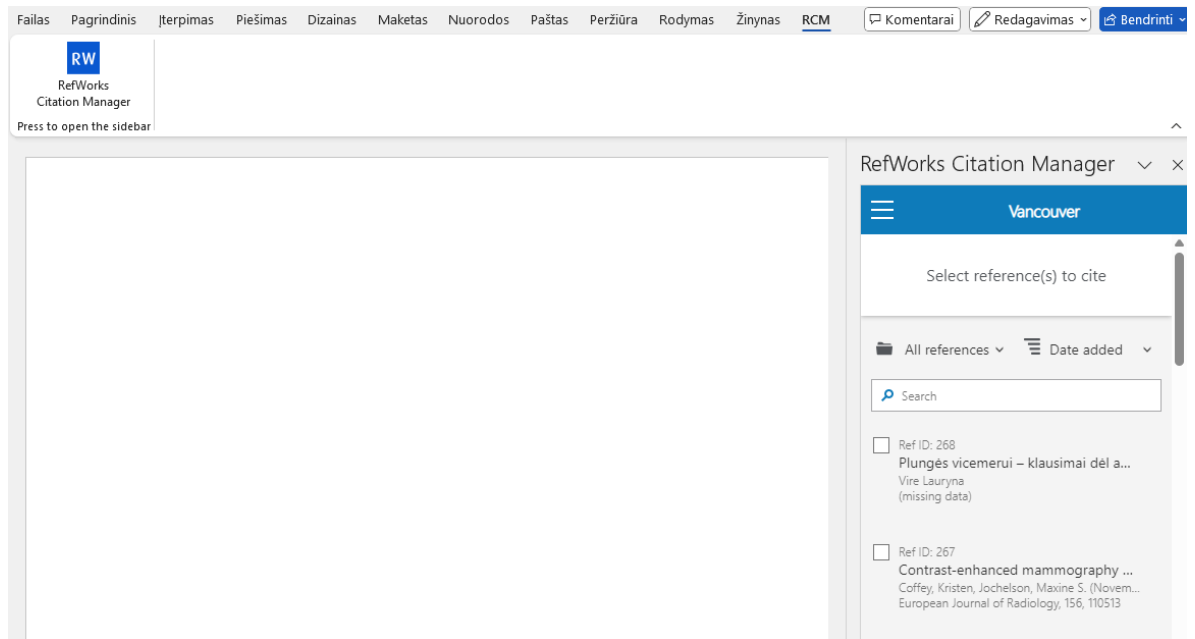 Failas Pagrindinis Įterpimas Piešimas Dizainas Maketas Nuorodos Paštas Peržiūra Rodymas Žinynas RCM Komentarai Redagavimas Bendrinti
RW
RefWorks
Citation Manager
Press to open the sidebar
RefWorks Citation Manager
Vancouver
Select reference(s) to cite
All references Date added
Search
Ref ID: 268
Plungės vicemerui – klausimai dėl a...
Vire Lauryna
(missing data)
Ref ID: 267
Contrast-enhanced mammography ...
Coffey, Kristen, Jochelson, Maxine S. (Novem...
European Journal of Radiology, 156, 110513